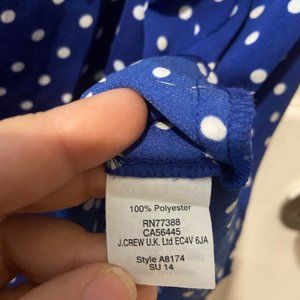 100% Polyester
RN77388
CA56445
J.CREW U.K. Ltd EC4V 6JA
Style A8174
SU 14